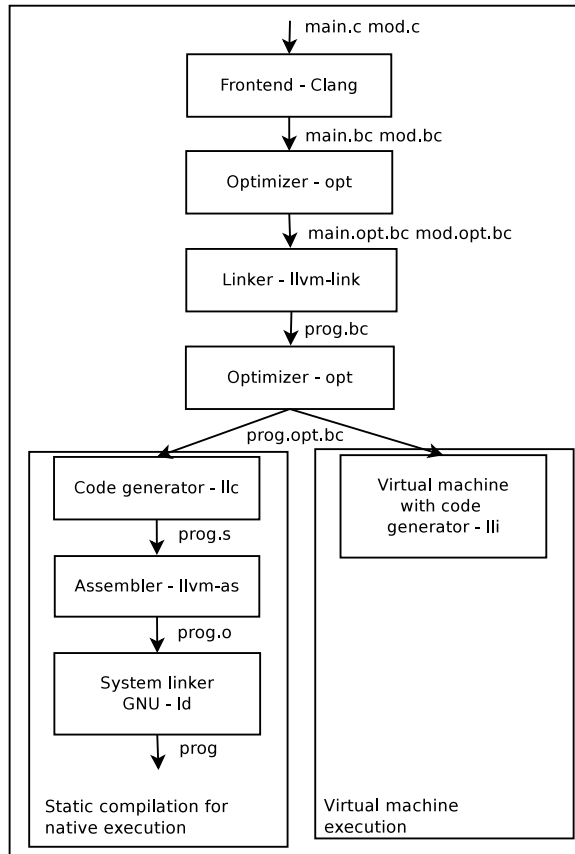 main.c mod.c
Frontend - Clang
main.bc mod.bc
Optimizer - opt
main.opt.bc mod.opt.bc
Linker - llvm-link
prog.bc
Optimizer - opt
prog.opt.bc
Code generator - llc
prog.s
Assembler - llvm-as
prog.o
System linker
GNU - ld
prog
Static compilation for
native execution
Virtual machine
with code
generator - lli
Virtual machine
execution